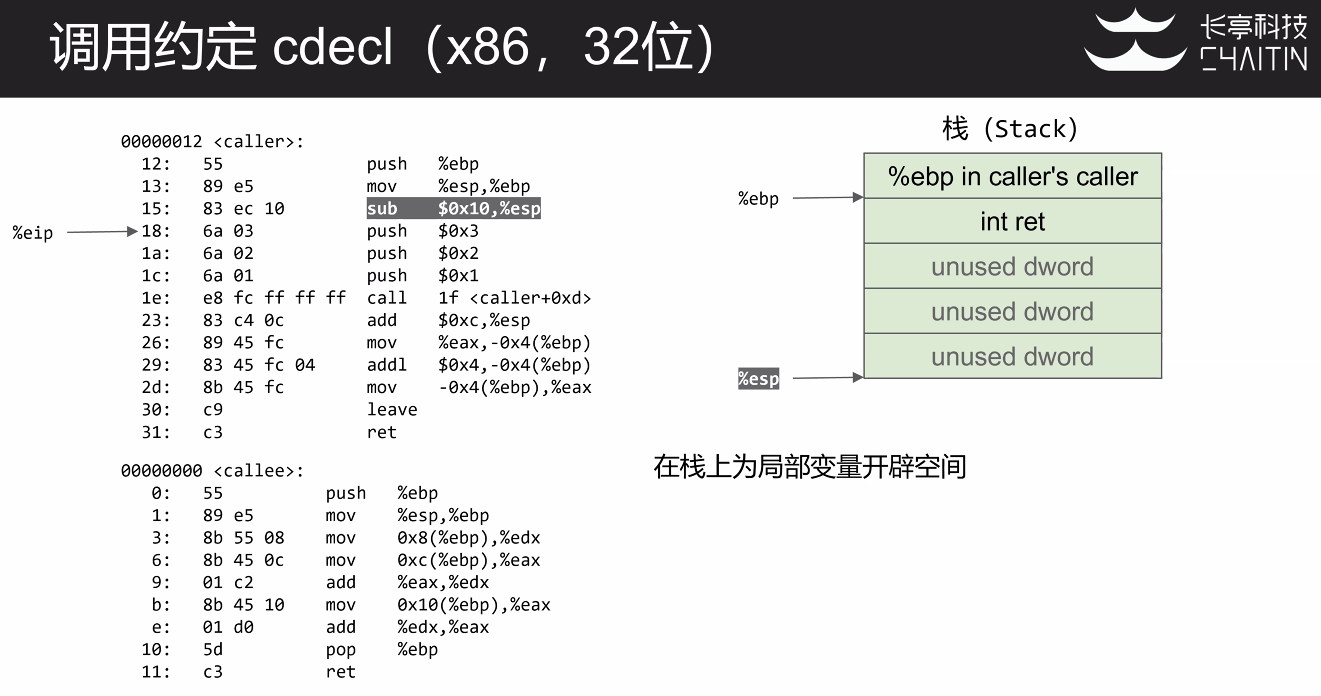 调用约定 cdecl（x86，32位）
长亭科技
CHAITIN
00000012 <caller>:
12: 55 push %ebp
13: 89 e5 mov %esp,%ebp
15: 83 ec 10 sub $0x10,%esp
%eip
18: 6a 03 push $0x3
1a: 6a 02 push $0x2
1c: 6a 01 push $0x1
1e: e8 fc ff ff ff call 1f <caller+0xd>
23: 83 c4 0c add $0xc,%esp
26: 89 45 fc mov %eax,-0x4(%ebp)
29: 83 45 fc 04 addl $0x4,-0x4(%ebp)
2d: 8b 45 fc mov -0x4(%ebp),%eax
30: c9 leave
31: c3 ret
00000000 <callee>:
0: 55 push %ebp
1: 89 e5 mov %esp,%ebp
3: 8b 55 08 mov 0x8(%ebp),%edx
6: 8b 45 0c mov 0xc(%ebp),%eax
9: 01 c2 add %eax,%edx
b: 8b 45 10 mov 0x10(%ebp),%eax
e: 01 d0 add %edx,%eax
10: 5d pop %ebp
11: c3 ret
栈（Stack）
%ebp in caller's caller
%ebp
int ret
unused dword
unused dword
unused dword
%esp
在栈上为局部变量开辟空间